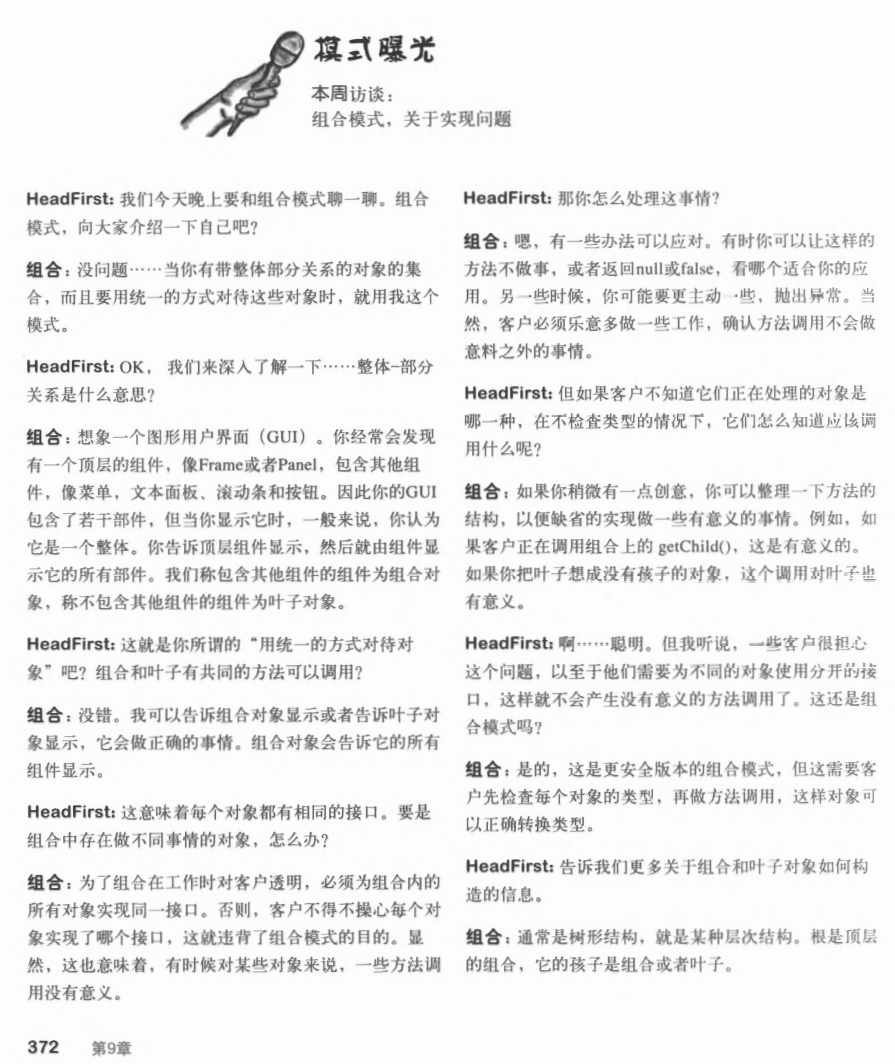 模式曝光
本周访谈：
组合模式，关于实现问题
HeadFirst: 我们今天晚上要和组合模式聊一聊。组合
模式，向大家介绍一下自己吧？
组合：没问题……当你有带整体部分关系的对象的集
合，而且要用统一的方式对待这些对象时，就用我这个
模式。
HeadFirst: OK， 我们来深入了解一下……整体-部分
关系是什么意思？
组合：想象一个图形用户界面（GUI）。你经常会发现
有一个顶层的组件，像Frame或者Panel，包含其他组
件，像菜单，文本面板、滚动条和按钮。因此你的GUI
包含了若干部件，但当你显示它时，一般来说，你认为
它是一个整体。你告诉顶层组件显示，然后就由组件显
示它的所有部件。我们称包含其他组件的组件为组合对
象，称不包含其他组件的组件为叶子对象。
HeadFirst: 这就是你所谓的“用统一的方式对待对
象”吧？组合和叶子有共同的方法可以调用？
组合：没错。我可以告诉组合对象显示或者告诉叶子对
象显示，它会做正确的事情。组合对象会告诉它的所有
组件显示。
HeadFirst: 这意味着每个对象都有相同的接口。要是
组合中存在做不同事情的对象，怎么办？
组合：为了组合在工作时对客户透明，必须为组合内的
所有对象实现同一接口。否则，客户不得不操心每个对
象实现了哪个接口，这就违背了组合模式的目的。显
然，这也意味着，有时候对某些对象来说，一些方法调
用没有意义。
HeadFirst: 那你怎么处理这事情？
组合：嗯，有一些办法可以应对。有时你可以让这样的
方法不做事，或者返回null或false，看哪个适合你的应
用。另一些时候，你可能要更主动一些，抛出异常。当
然，客户必须乐意多做一些工作，确认方法调用不会做
意料之外的事情。
HeadFirst: 但如果客户不知道它们正在处理的对象是
哪一种，在不检查类型的情况下，它们怎么知道应该调
用什么呢？
组合：如果你稍微有一点创意，你可以整理一下方法的
结构，以便缺省的实现做一些有意义的事情。例如，如
果客户正在调用组合上的 getChild()，这是有意义的。
如果你把叶子想成没有孩子的对象，这个调用对叶子也
有意义。
HeadFirst: 啊……聪明。但我听说，一些客户很担心
这个问题，以至于他们需要为不同的对象使用分开的接
口，这样就不会产生没有意义的方法调用了。这还是组
合模式吗？
组合：是的，这是更安全版本的组合模式，但这需要客
户先检查每个对象的类型，再做方法调用，这样对象可
以正确转换类型。
HeadFirst: 告诉我们更多关于组合和叶子对象如何构
造的信息。
组合：通常是树形结构，就是某种层次结构。根是顶层
的组合，它的孩子是组合或者叶子。
372 第9章